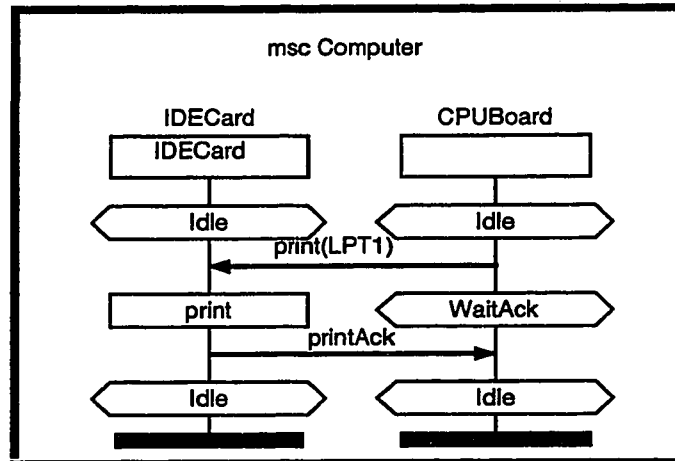 msc Computer
IDECard CPUBoard
IDECard
Idle Idle
print(LPT1)
print WaitAck
printAck
Idle Idle